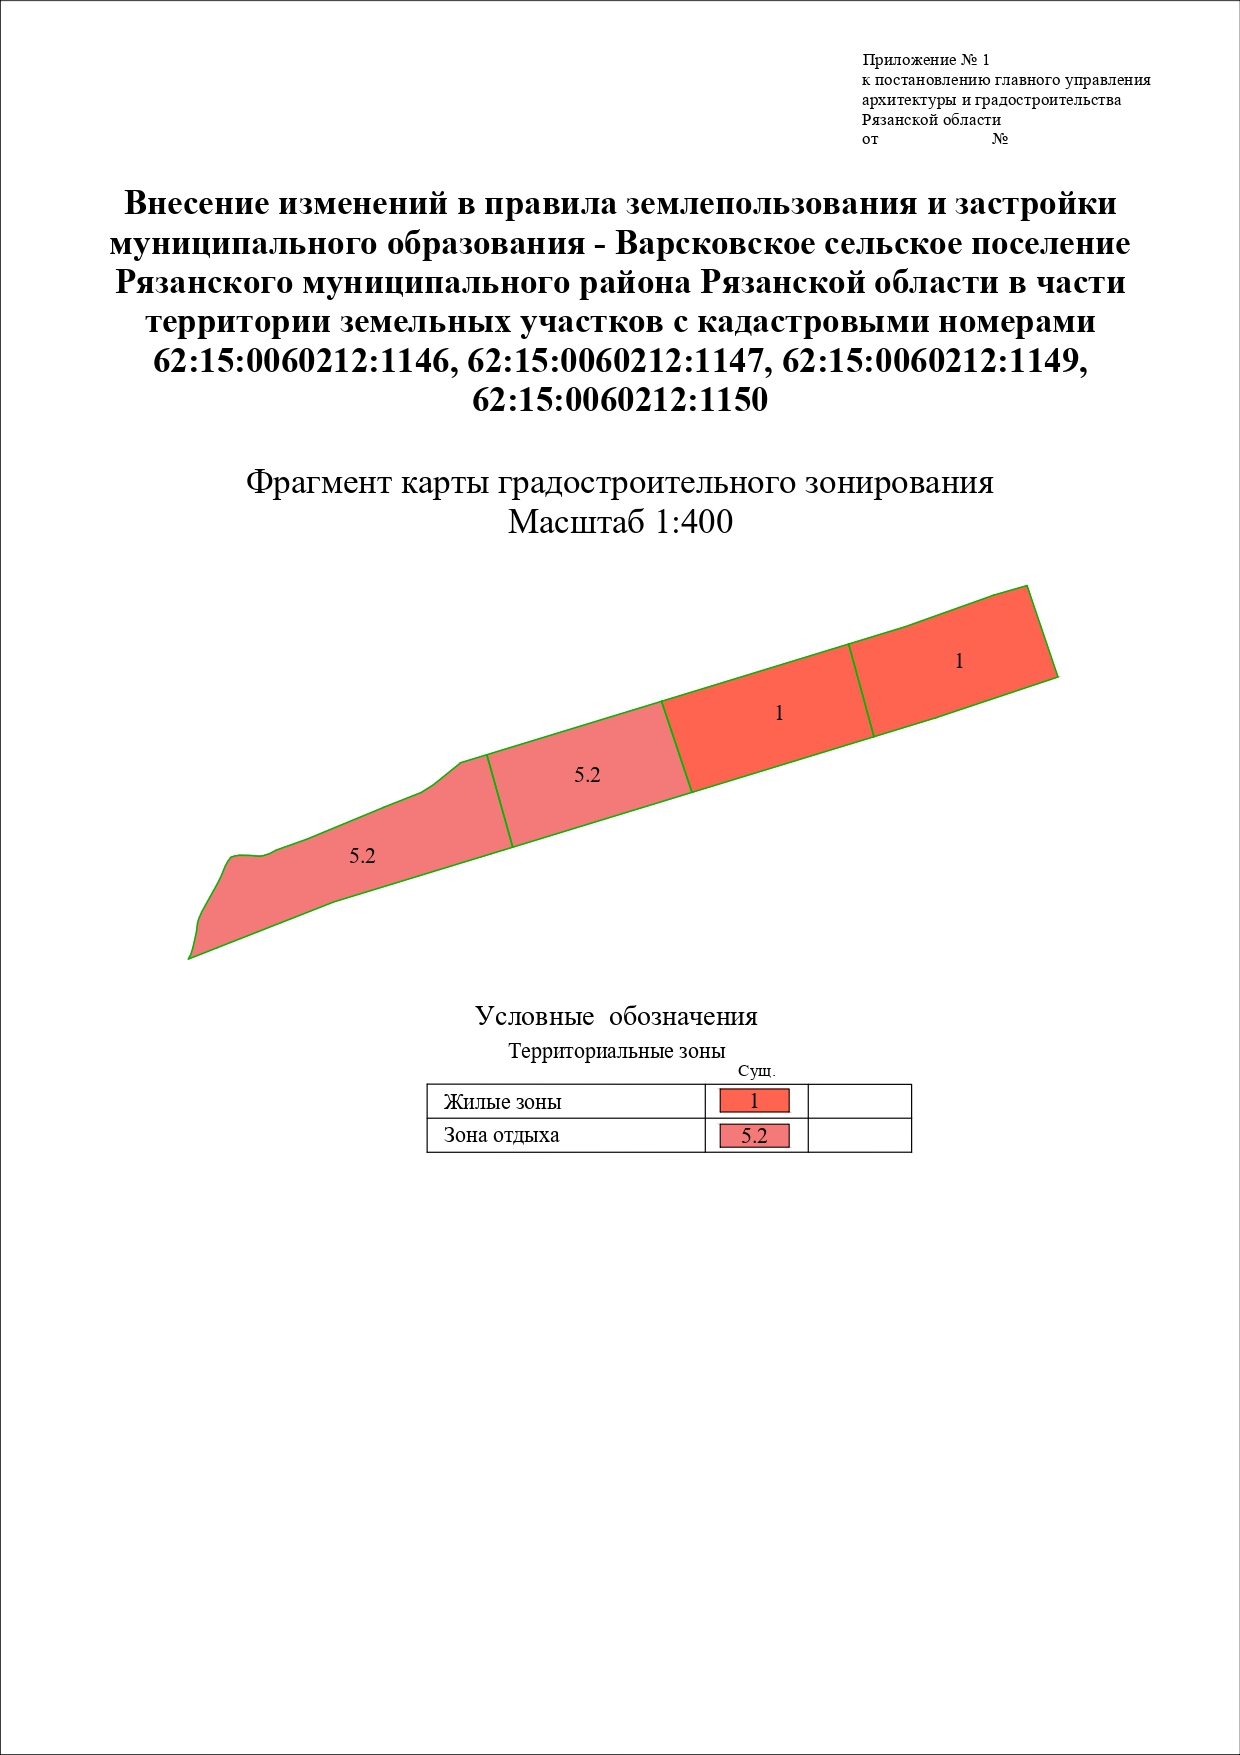 Приложение № 1
к постановлению главного управления
архитектуры и градостроительства
Рязанской области
от №
Внесение изменений в правила землепользования и застройки
муниципального образования - Варсковское сельское поселение
Рязанского муниципального района Рязанской области в части
территории земельных участков с кадастровыми номерами
62:15:0060212:1146, 62:15:0060212:1147, 62:15:0060212:1149,
62:15:0060212:1150
Фрагмент карты градостроительного зонирования
Масштаб 1:400
1
1
5.2
5.2
Условные обозначения
Территориальные зоны
Сущ.
Жилые зоны 1
Зона отдыха 5.2